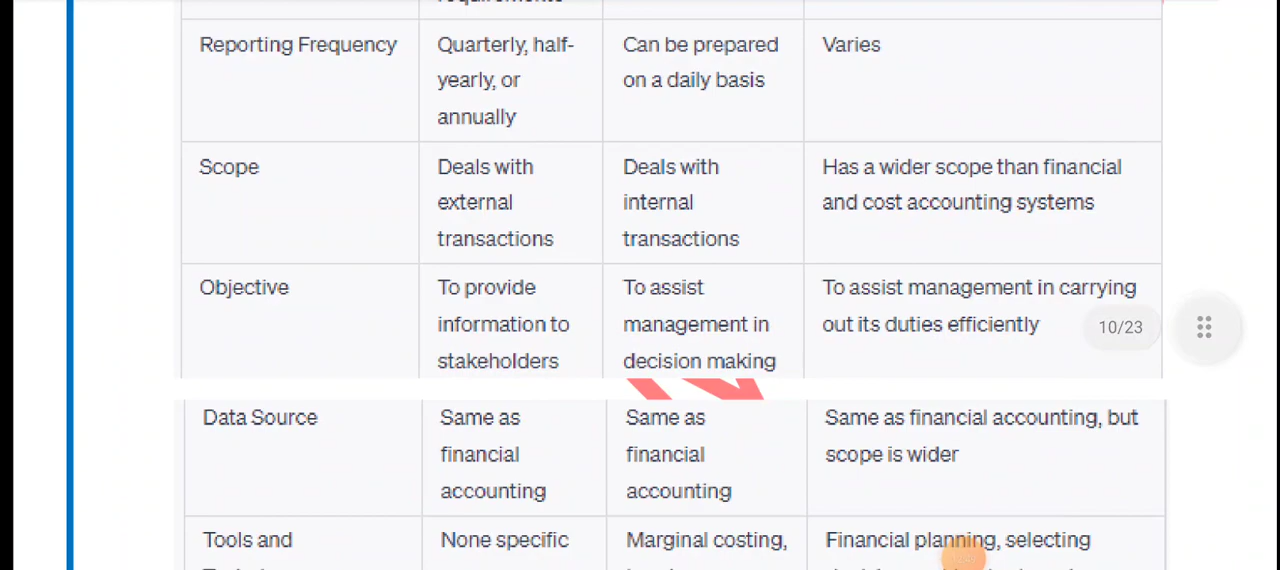 Reporting Frequency
Quarterly, half-
yearly, or
annually
Can be prepared
on a daily basis
Varies
Scope
Deals with
external
transactions
Deals with
internal
transactions
Has a wider scope than financial
and cost accounting systems
Objective
To provide
information to
stakeholders
To assist
management in
decision making
To assist management in carrying
out its duties efficiently
10/23
Data Source
Same as
financial
accounting
Same as
financial
accounting
Same as financial accounting, but
scope is wider
Tools and
None specific
Marginal costing,
Financial planning, selecting